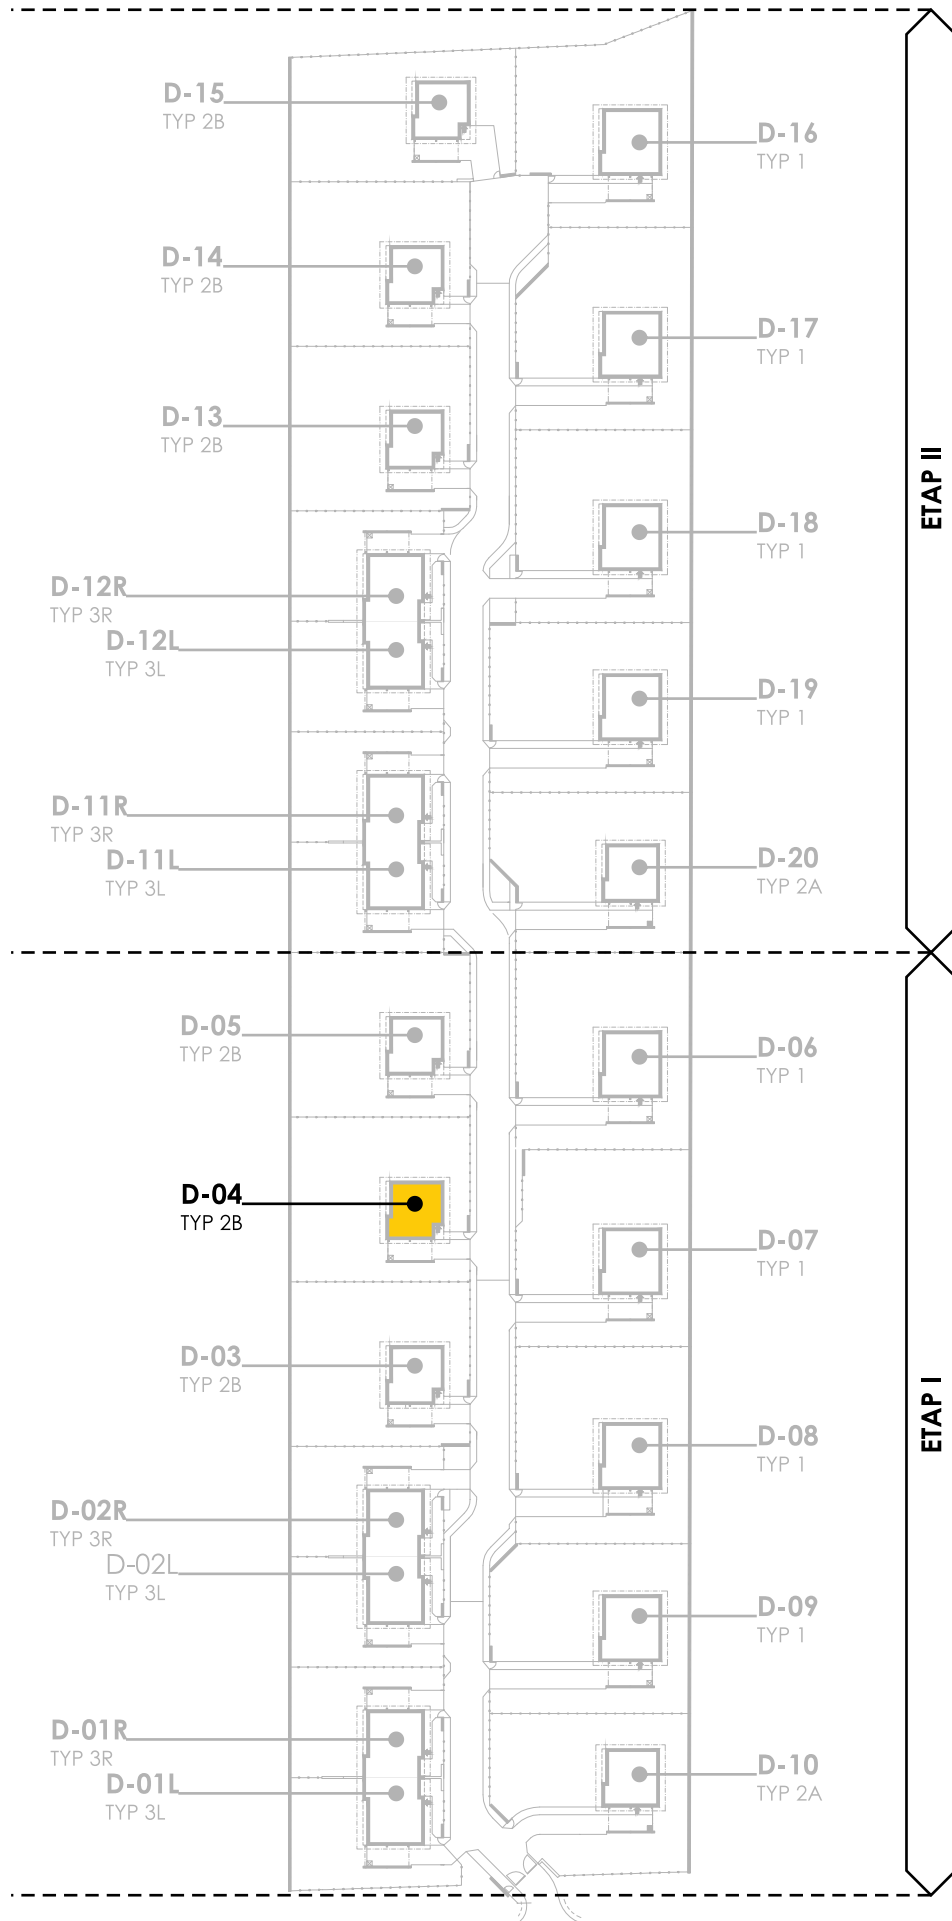 D-15
TYP 2B
D-16
TYP 1
D-14
TYP 2B
D-17
TYP 1
D-13
TYP 2B
ETAP II
D-18
TYP 1
D-12R
TYP 3R
D-12L
TYP 3L
D-19
TYP 1
D-11R
TYP 3R
D-11L
TYP 3L
D-20
TYP 2A
D-05
TYP 2B
D-06
TYP 1
D-04
TYP 2B
D-07
TYP 1
D-03
TYP 2B
ETAP I
D-08
TYP 1
D-02R
TYP 3R
D-02L
TYP 3L
D-09
TYP 1
D-01R
TYP 3R
D-01L
TYP 3L
D-10
TYP 2A